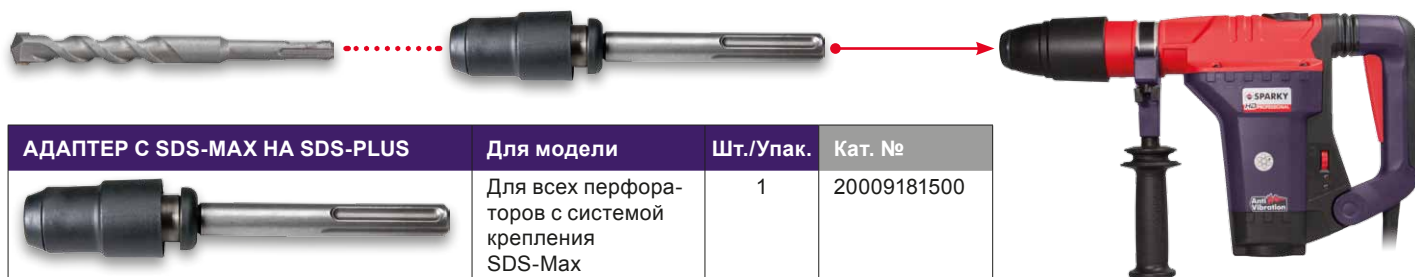 АДАПТЕР С SDS-MAX НА SDS-PLUS
Для модели
Шт./Упак.
Кат. №
Для всех перфора-
торов с системой
крепления
SDS-Max
1
20009181500
SPARKY
PROFESSIONAL
Anti
Vibration